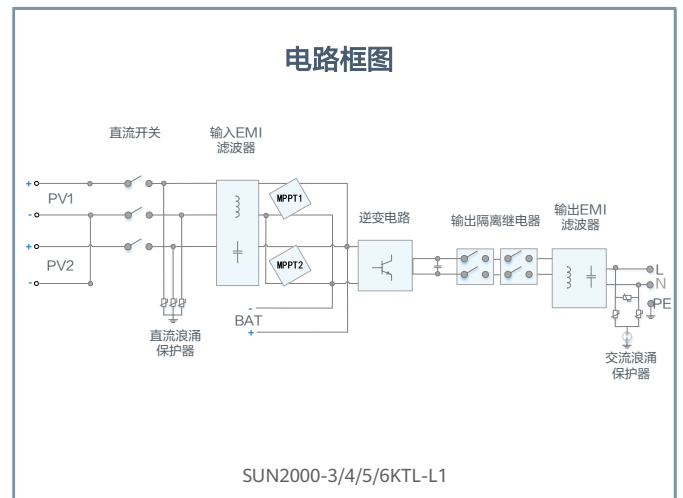 电路框图
直流开关
输入EMI
滤波器
+
PV1
-
+
PV2
-
MPPT1
MPPT2
逆变电路
输出隔离继电器
输出EMI
滤波器
L
N
PE
-
BAT
+
直流浪涌
保护器
交流浪涌
保护器
SUN2000-3/4/5/6KTL-L1